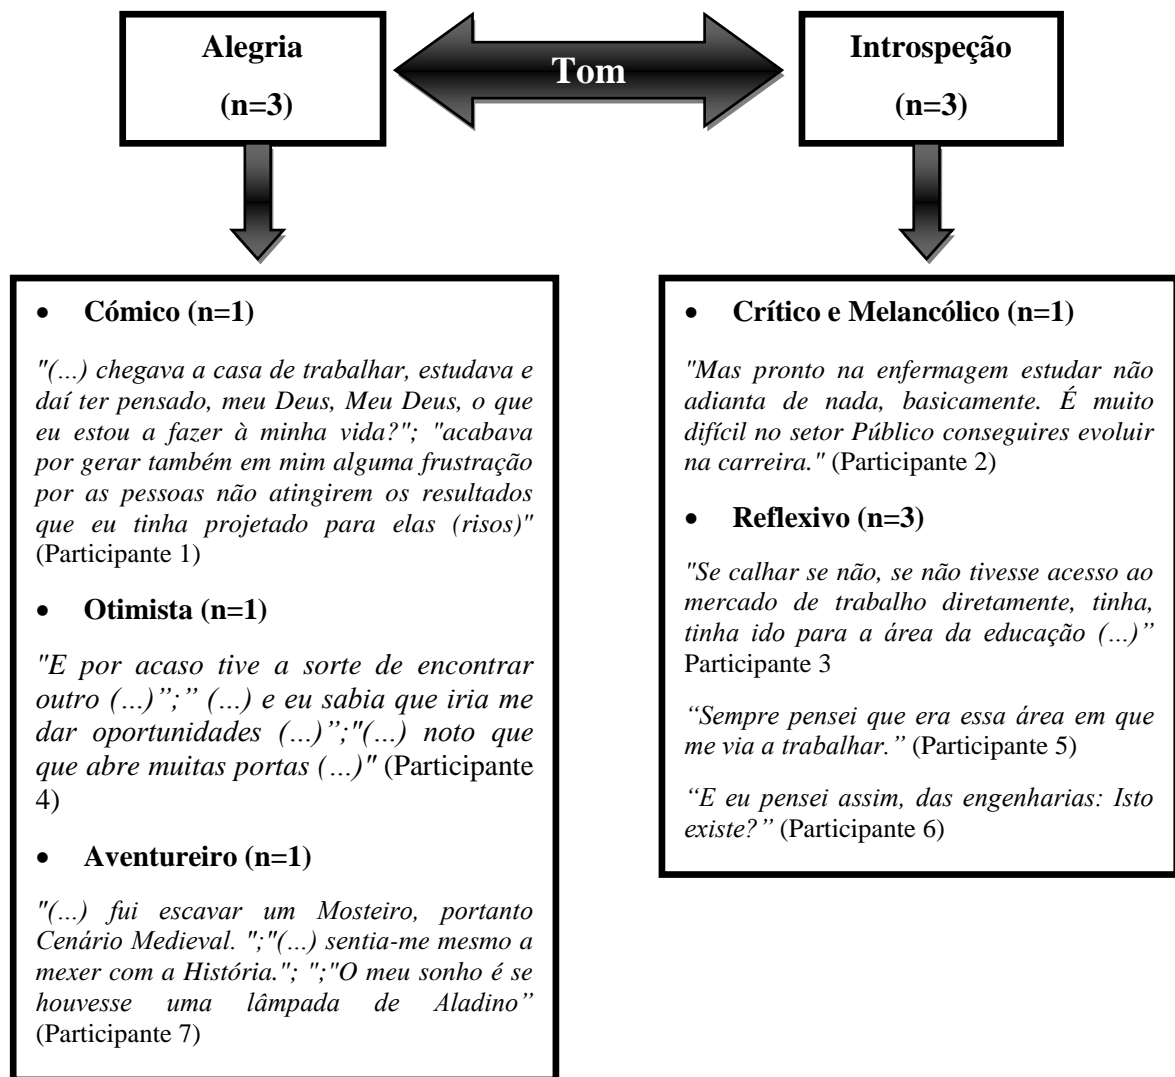 Alegria
(n=3)
Tom
Introspeção
(n=3)
• Cómico (n=1)
"(...) chegava a casa de trabalhar, estudava e
daí ter pensado, meu Deus, Meu Deus, o que
eu estou a fazer à minha vida?"; "acabava
por gerar também em mim alguma frustração
por as pessoas não atingirem os resultados
que eu tinha projetado para elas (risos)"
(Participante 1)
• Otimista (n=1)
"E por acaso tive a sorte de encontrar
outro (...)”;” (...) e eu sabia que iria me
dar oportunidades (...)”;"(...) noto que
que abre muitas portas (...)" (Participante
4)
• Aventureiro (n=1)
"(...) fui escavar um Mosteiro, portanto
Cenário Medieval. ";"(...) sentia-me mesmo a
mexer com a História."; ";"O meu sonho é se
houvesse uma lâmpada de Aladino”
(Participante 7)
• Crítico e Melancólico (n=1)
"Mas pronto na enfermagem estudar não
adianta de nada, basicamente. É muito
difícil no setor Público conseguires evoluir
na carreira." (Participante 2)
• Reflexivo (n=3)
"Se calhar se não, se não tivesse acesso ao
mercado de trabalho diretamente, tinha,
tinha ido para a área da educação (...)”
Participante 3
“Sempre pensei que era essa área em que
me via a trabalhar.” (Participante 5)
“E eu pensei assim, das engenharias: Isto
existe?” (Participante 6)